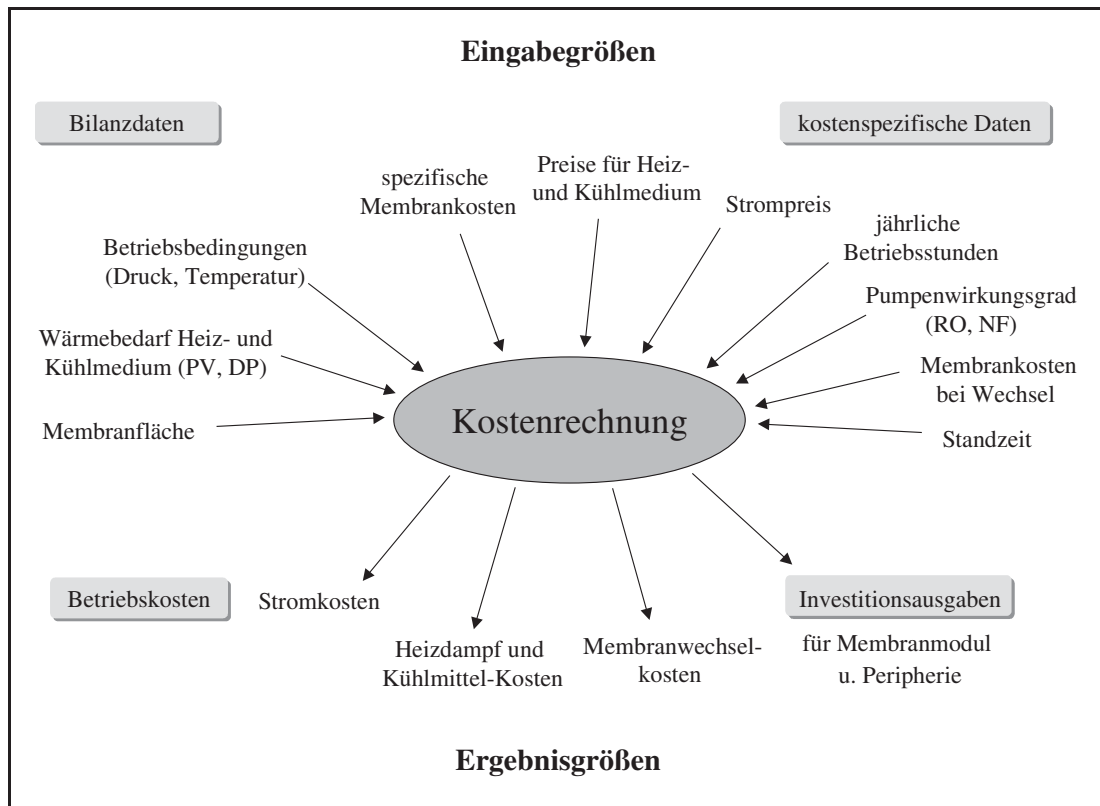 Eingabegrößen
Bilanzdaten
kostenspezifische Daten
spezifische
Membrankosten
Preise für Heiz-
und Kühlmedium
Strompreis
jährliche
Betriebsstunden
Betriebsbedingungen
(Druck, Temperatur)
Pumpenwirkungsgrad
(RO, NF)
Wärmebedarf Heiz- und
Kühlmedium (PV, DP)
Membrankosten
bei Wechsel
Membranfläche
Kostenrechnung
Standzeit
Betriebskosten
Stromkosten
Heizdampf und
Kühlmittel-Kosten
Membranwechsel-
kosten
Investitionsausgaben
für Membranmodul
u. Peripherie
Ergebnisgrößen